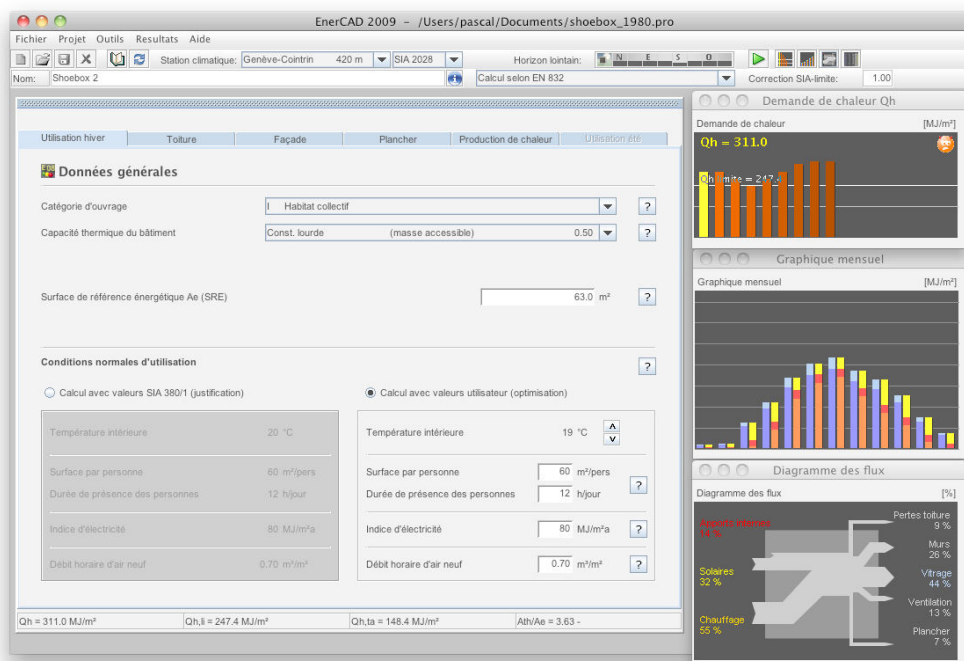 EnerCAD 2009 – /Users/pascal/Documents/shoebox_1980.pro
Fichier Projet Outils Resultats Aide
Station climatique: Genève-Cointrin 420 m SIA 2028 Horizon lointain: N E S O
Nom: Shoebox 2 Calcul selon EN 832 Correction SIA-limite: 1.00
Utilisation hiver Toiture Façade Plancher Production de chaleur Utilisation été
Données générales
Catégorie d'ouvrage I Habitat collectif ?
Capacité thermique du bâtiment Const. lourde (masse accessible) 0.50 ?
Surface de référence énergétique Ae (SRE) 63.0 m² ?
Conditions normales d'utilisation ?
Calcul avec valeurs SIA 380/1 (justification)
Température intérieure 20 °C
Surface par personne 60 m²/pers
Durée de présence des personnes 12 h/jour
Indice d'électricité 80 MJ/m²a
Débit horaire d'air neuf 0.70 m³/m²
Calcul avec valeurs utilisateur (optimisation)
Température intérieure 19 °C
Surface par personne 60 m²/pers
Durée de présence des personnes 12 h/jour ?
Indice d'électricité 80 MJ/m²a ?
Débit horaire d'air neuf 0.70 m³/m² ?
Qh = 311.0 MJ/m² Qh,li = 247.4 MJ/m² Qh,ta = 148.4 MJ/m² Ath/Ae = 3.63 -
Demande de chaleur Qh
Demande de chaleur [MJ/m²]
Qh = 311.0
Qh limite = 247.4
Graphique mensuel
Graphique mensuel [MJ/m²]
Diagramme des flux
Diagramme des flux [%]
Apports internes
14 %
Solaires
32 %
Chauffage
55 %
Pertes toiture
9 %
Murs
26 %
Vitrage
44 %
Ventilation
13 %
Plancher
7 %